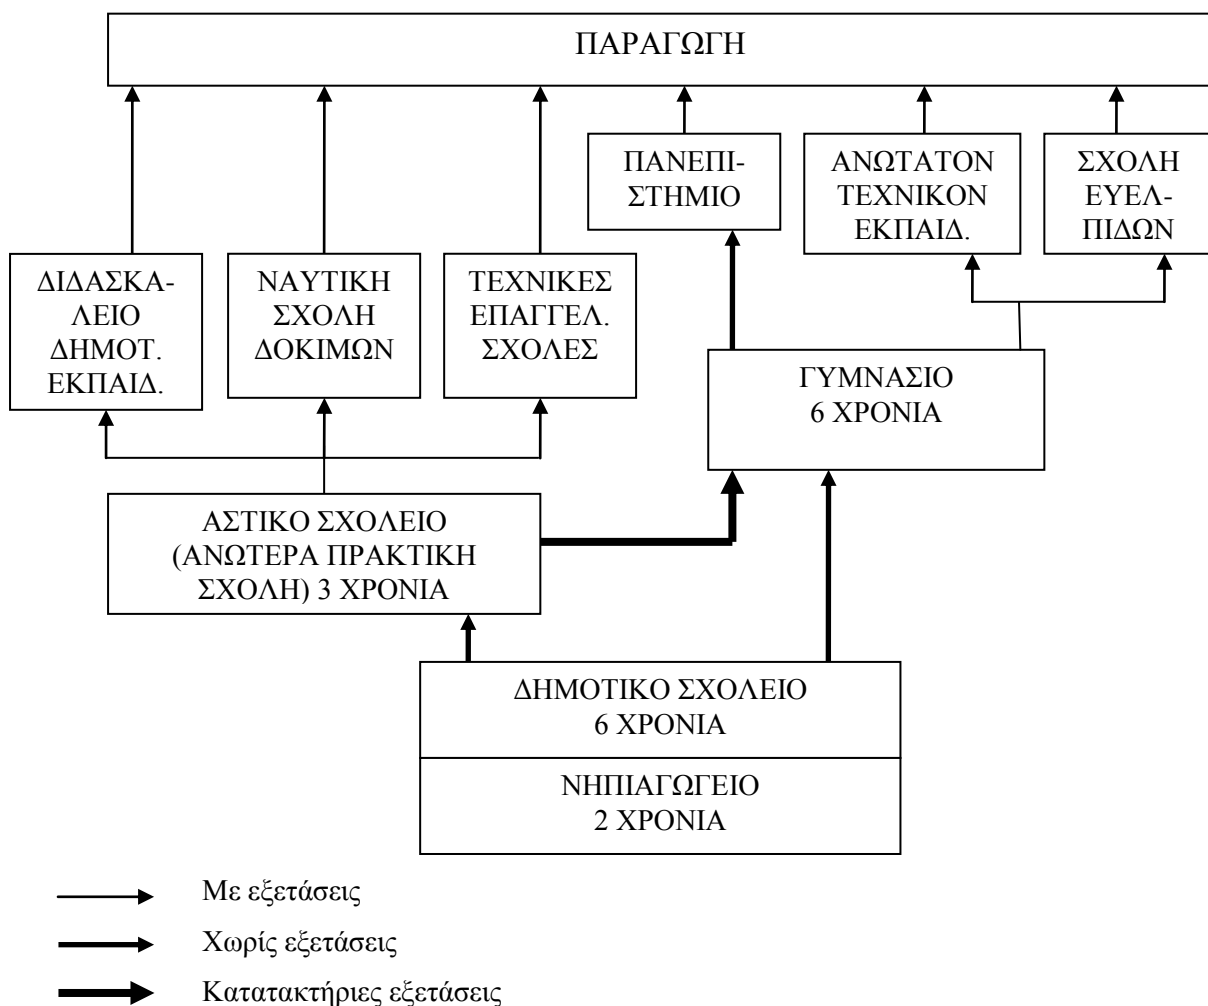 ΠΑΡΑΓΩΓΗ
ΠΑΝΕΠΙ-
ΣΤΗΜΙΟ
ΑΝΩΤΑΤΟΝ
ΤΕΧΝΙΚΟΝ
ΕΚΠΑΙΔ.
ΣΧΟΛΗ
ΕΥΕΛ-
ΠΙΔΩΝ
ΔΙΔΑΣΚΑ-
ΛΕΙΟ
ΔΗΜΟΤ.
ΕΚΠΑΙΔ.
ΝΑΥΤΙΚΗ
ΣΧΟΛΗ
ΔΟΚΙΜΩΝ
ΤΕΧΝΙΚΕΣ
ΕΠΑΓΓΕΛ.
ΣΧΟΛΕΣ
ΓΥΜΝΑΣΙΟ
6 ΧΡΟΝΙΑ
ΑΣΤΙΚΟ ΣΧΟΛΕΙΟ
(ΑΝΩΤΕΡΑ ΠΡΑΚΤΙΚΗ
ΣΧΟΛΗ) 3 ΧΡΟΝΙΑ
ΔΗΜΟΤΙΚΟ ΣΧΟΛΕΙΟ
6 ΧΡΟΝΙΑ
ΝΗΠΙΑΓΩΓΕΙΟ
2 ΧΡΟΝΙΑ
Με εξετάσεις
Χωρίς εξετάσεις
Κατατακτήριες εξετάσεις